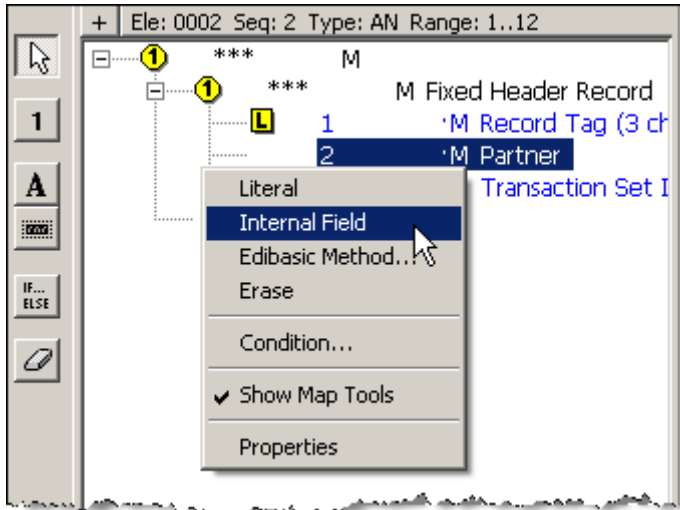 + Ele: 0002 Seq: 2 Type: AN Range: 1..12
1 *** M
1 *** M Fixed Header Record
L 1 ·M Record Tag (3 ch
2 ·M Partner
Transaction Set I
Literal
Internal Field
Edibasic Method...
Erase
Condition...
Show Map Tools
Properties
1
A
IF...
ELSE